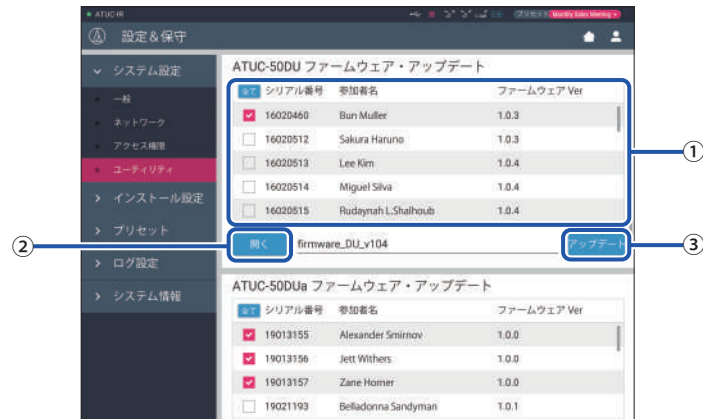 ATUC-IR
プリセット Monthly Sales Meeting
設定&保守
システム設定
一般
ネットワーク
アクセス権限
ユーティリティ
インストール設定
プリセット
ログ設定
システム情報
ATUC-50DU ファームウェア・アップデート
全て シリアル番号 参加者名 ファームウェア Ver
16020460 Bun Muller 1.0.3
16020512 Sakura Haruno 1.0.3
16020513 Lee Kim 1.0.4
16020514 Miguel Silva 1.0.4
16020515 Rudaynah L.Shalhoub 1.0.4
①
② 開く firmware_DU_v104 アップデート ③
ATUC-50DUa ファームウェア・アップデート
全て シリアル番号 参加者名 ファームウェア Ver
19013155 Alexander Smirnov 1.0.0
19013156 Jett Withers 1.0.0
19013157 Zane Homer 1.0.0
19021193 Belladonna Sandyman 1.0.1